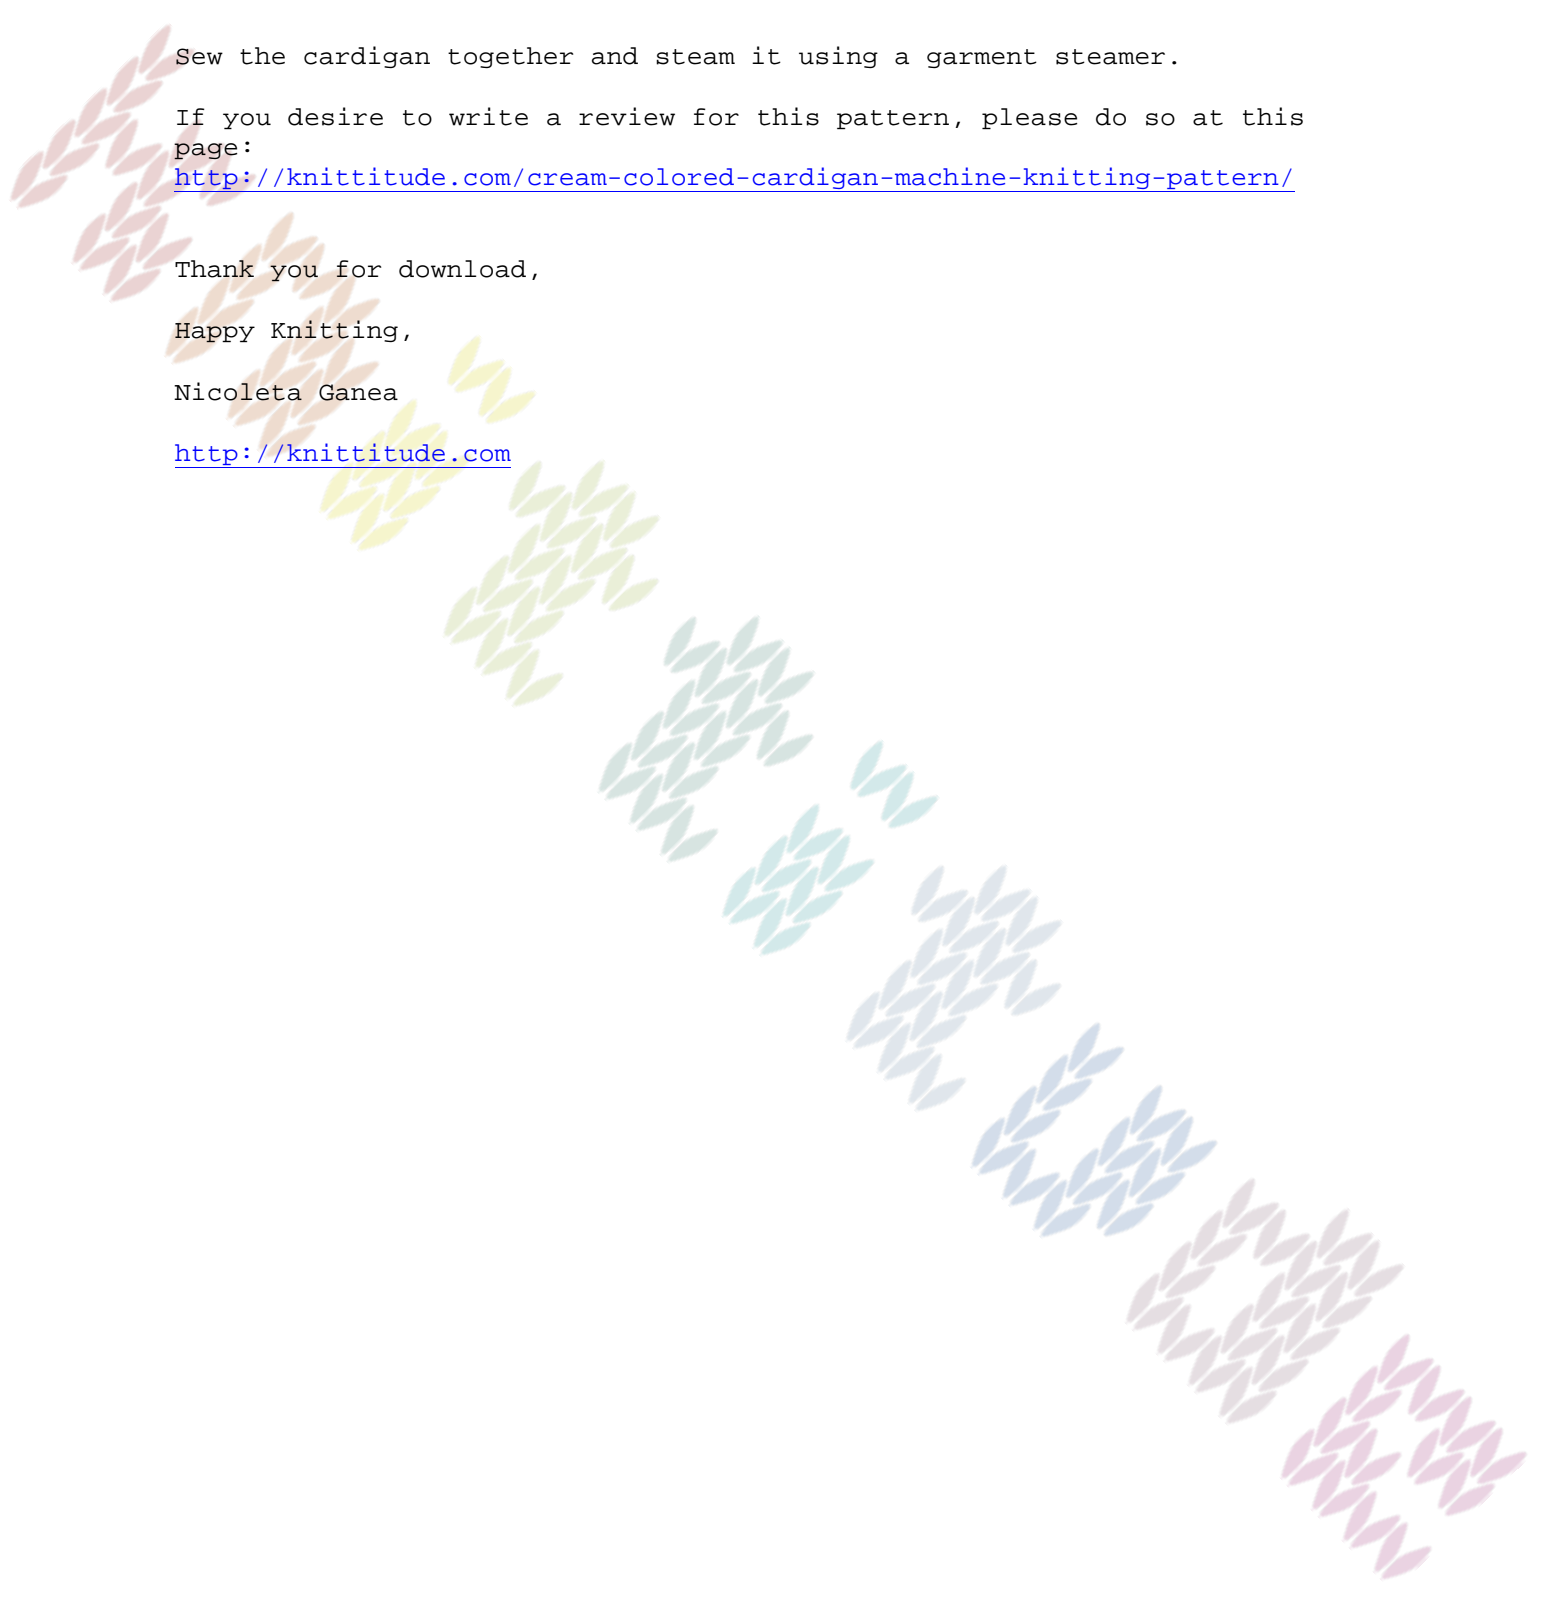 Sew the cardigan together and steam it using a garment steamer.
If you desire to write a review for this pattern, please do so at this
page:
http://knittitude.com/cream-colored-cardigan-machine-knitting-pattern/
Thank you for download,
Happy Knitting,
Nicoleta Ganea
http://knittitude.com
knittitude